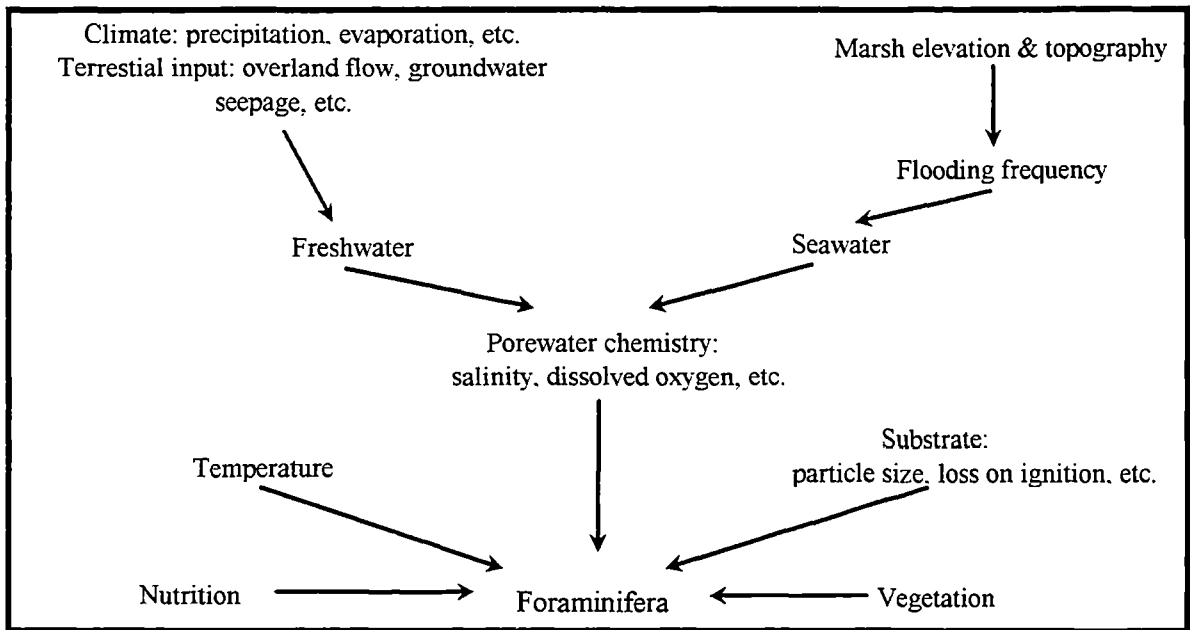 Climate: precipitation, evaporation, etc.
Terrestial input: overland flow, groundwater
seepage, etc.
Marsh elevation & topography
Flooding frequency
Freshwater
Seawater
Porewater chemistry:
salinity, dissolved oxygen, etc.
Temperature
Substrate:
particle size, loss on ignition, etc.
Nutrition
Foraminifera
Vegetation